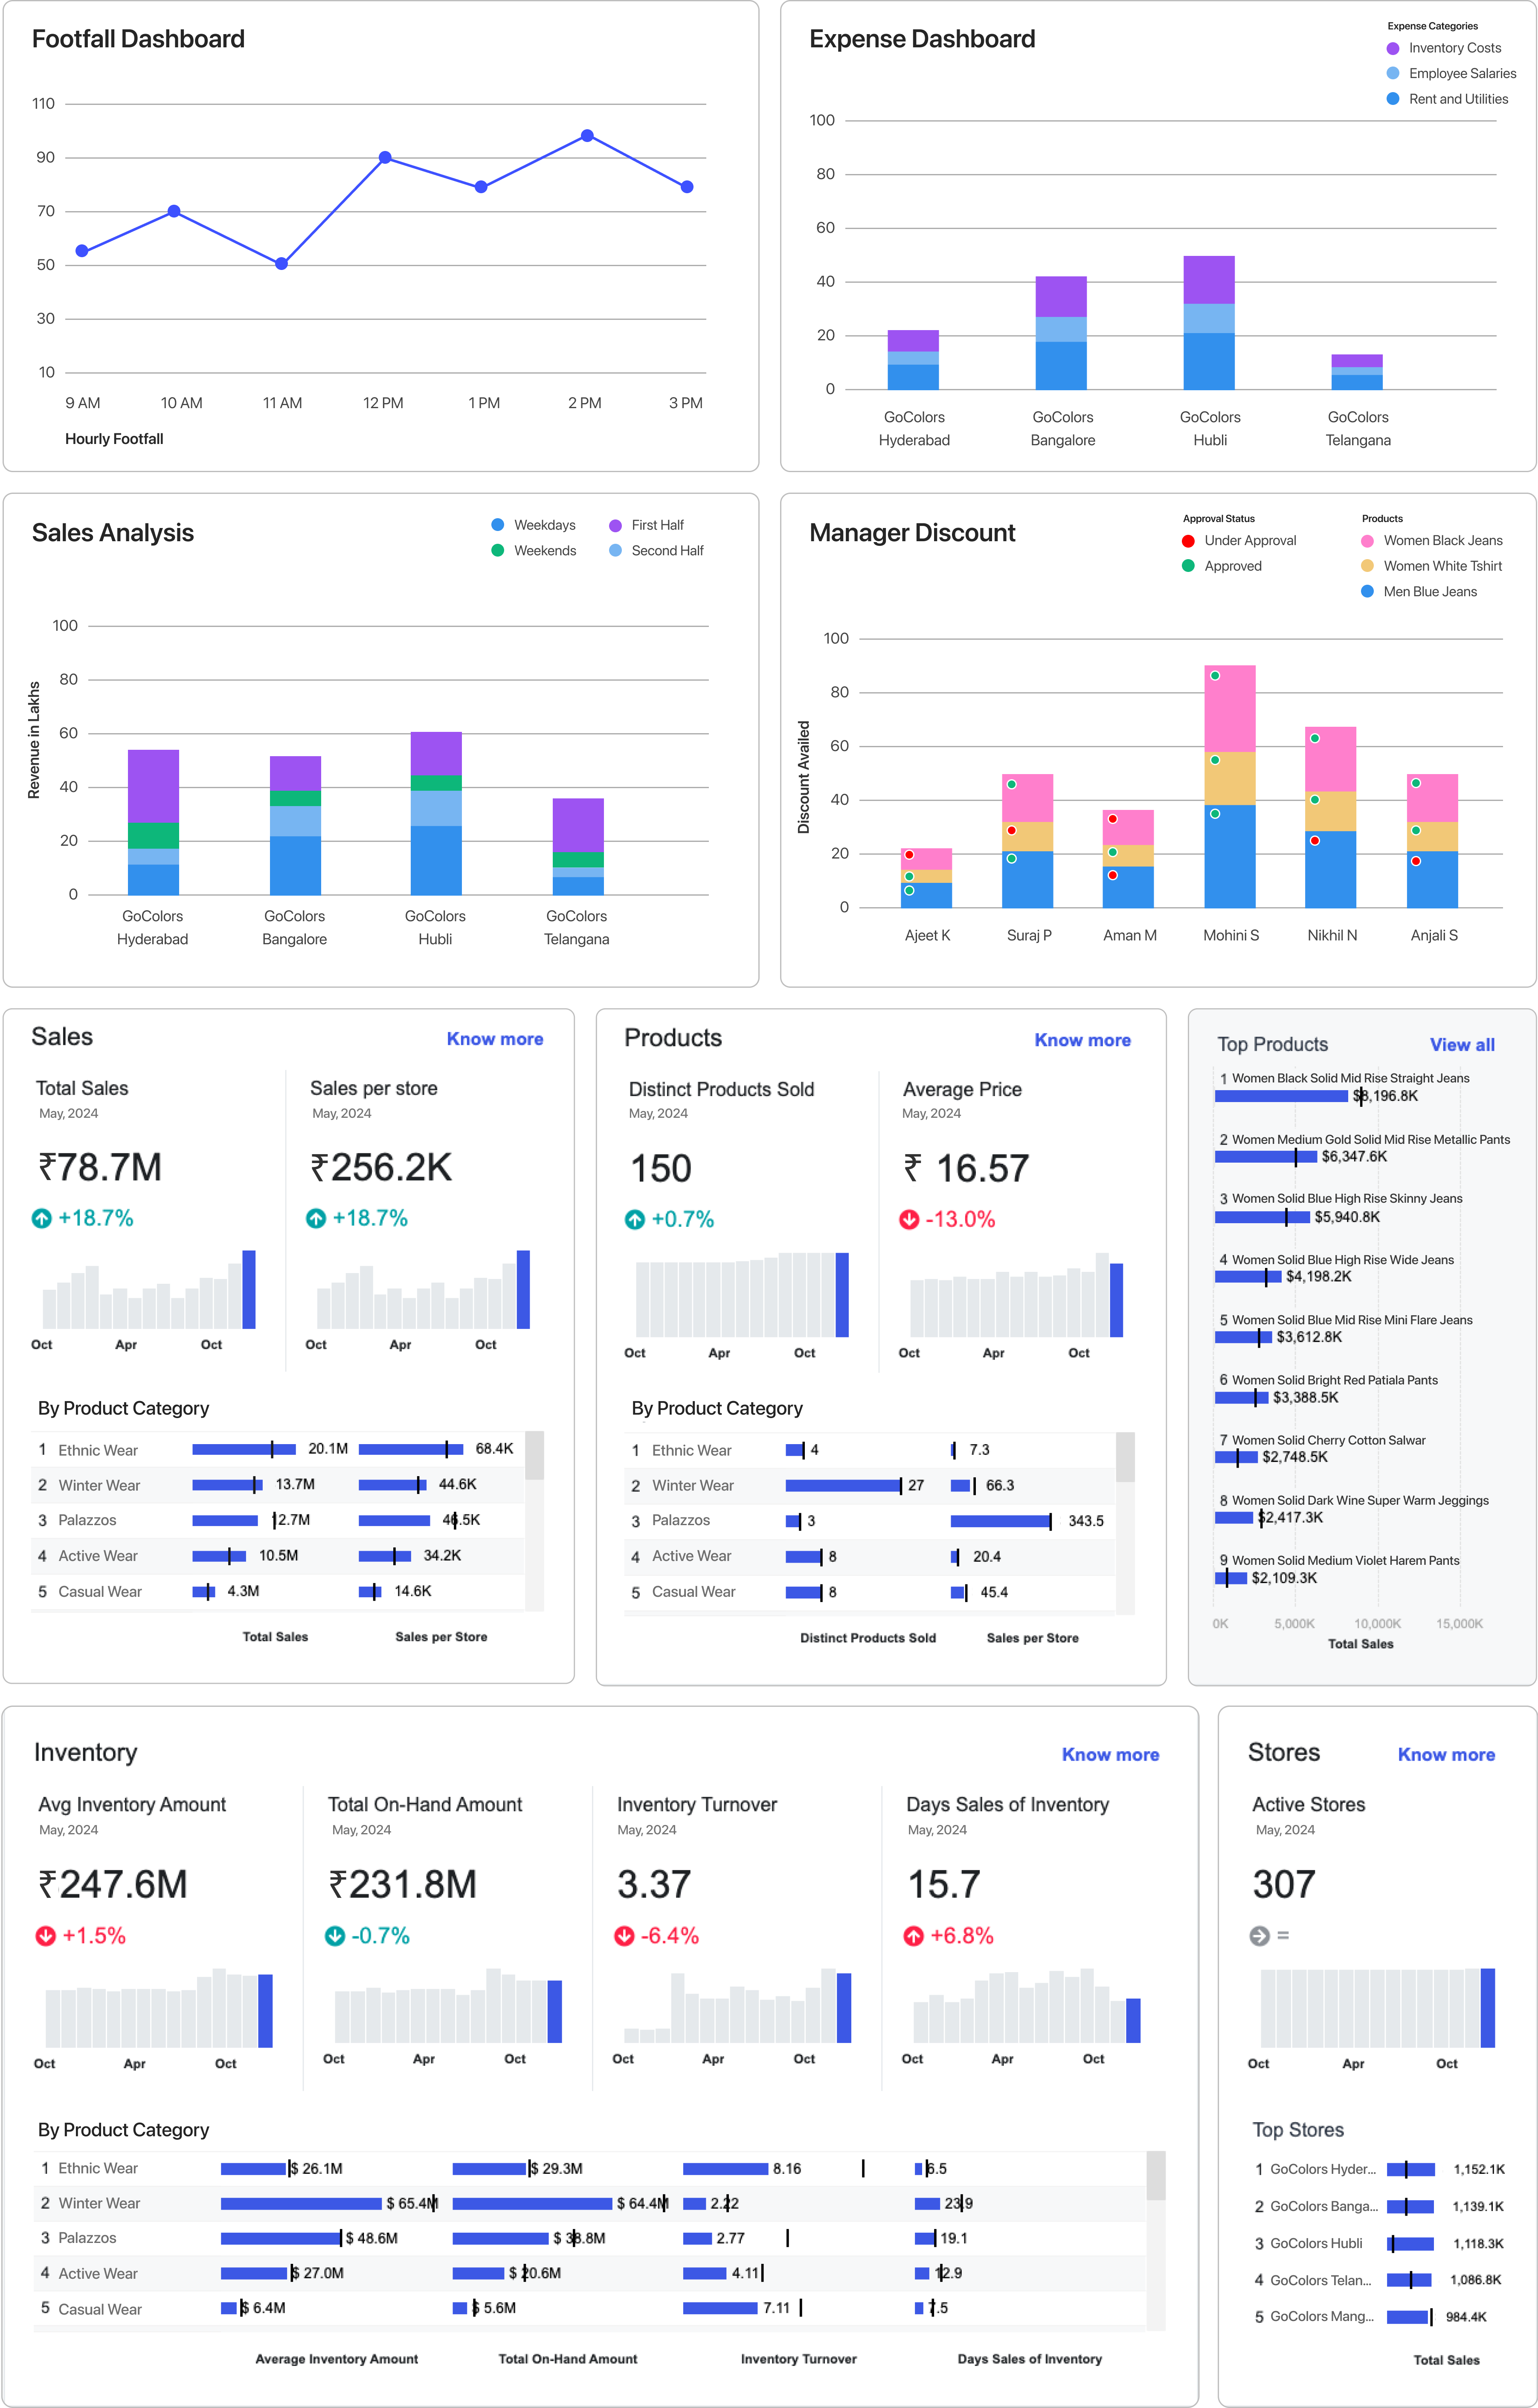 Footfall Dashboard
110
90
70
50
30
10
9 AM 10 AM 11 AM 12 PM 1 PM 2 PM 3 PM
Hourly Footfall
Expense Dashboard
Expense Categories
Inventory Costs
Employee Salaries
Rent and Utilities
100
80
60
40
20
0
GoColors GoColors GoColors GoColors
Hyderabad Bangalore Hubli Telangana
Sales Analysis
Weekdays First Half
Weekends Second Half
Revenue in Lakhs
100
80
60
40
20
0
GoColors GoColors GoColors GoColors
Hyderabad Bangalore Hubli Telangana
Manager Discount
Approval Status Products
Under Approval Women Black Jeans
Approved Women White Tshirt
Men Blue Jeans
Discount Availed
100
80
60
40
20
0
Ajeet K Suraj P Aman M Mohini S Nikhil N Anjali S
Sales Know more
Total Sales Sales per store
May, 2024 May, 2024
₹78.7M ₹256.2K
+18.7% +18.7%
Oct Apr Oct Oct Apr Oct
By Product Category
1 Ethnic Wear 20.1M 68.4K
2 Winter Wear 13.7M 44.6K
3 Palazzos 12.7M 46.5K
4 Active Wear 10.5M 34.2K
5 Casual Wear 4.3M 14.6K
Total Sales Sales per Store
Products Know more
Distinct Products Sold Average Price
May, 2024 May, 2024
150 ₹ 16.57
+0.7% -13.0%
Oct Apr Oct Oct Apr Oct
By Product Category
1 Ethnic Wear 4 7.3
2 Winter Wear 27 66.3
3 Palazzos 3 343.5
4 Active Wear 8 20.4
5 Casual Wear 8 45.4
Distinct Products Sold Sales per Store
Top Products View all
1 Women Black Solid Mid Rise Straight Jeans
$8,196.8K
2 Women Medium Gold Solid Mid Rise Metallic Pants
$6,347.6K
3 Women Solid Blue High Rise Skinny Jeans
$5,940.8K
4 Women Solid Blue High Rise Wide Jeans
$4,198.2K
5 Women Solid Blue Mid Rise Mini Flare Jeans
$3,612.8K
6 Women Solid Bright Red Patiala Pants
$3,388.5K
7 Women Solid Cherry Cotton Salwar
$2,748.5K
8 Women Solid Dark Wine Super Warm Jeggings
$2,417.3K
9 Women Solid Medium Violet Harem Pants
$2,109.3K
0K 5,000K 10,000K 15,000K
Total Sales
Inventory Know more
Avg Inventory Amount Total On-Hand Amount Inventory Turnover Days Sales of Inventory
May, 2024 May, 2024 May, 2024 May, 2024
₹247.6M ₹231.8M 3.37 15.7
+1.5% -0.7% -6.4% +6.8%
Oct Apr Oct Oct Apr Oct Oct Apr Oct Oct Apr Oct
By Product Category
1 Ethnic Wear $ 26.1M $ 29.3M 8.16 6.5
2 Winter Wear $ 65.4M $ 64.4M 2.22 23.9
3 Palazzos $ 48.6M $ 38.8M 2.77 19.1
4 Active Wear $ 27.0M $ 20.6M 4.11 12.9
5 Casual Wear $ 6.4M $ 5.6M 7.11 7.5
Average Inventory Amount Total On-Hand Amount Inventory Turnover Days Sales of Inventory
Stores Know more
Active Stores
May, 2024
307
=
Oct Apr Oct
Top Stores
1 GoColors Hyder... 1,152.1K
2 GoColors Banga... 1,139.1K
3 GoColors Hubli 1,118.3K
4 GoColors Telan... 1,086.8K
5 GoColors Mang... 984.4K
Total Sales